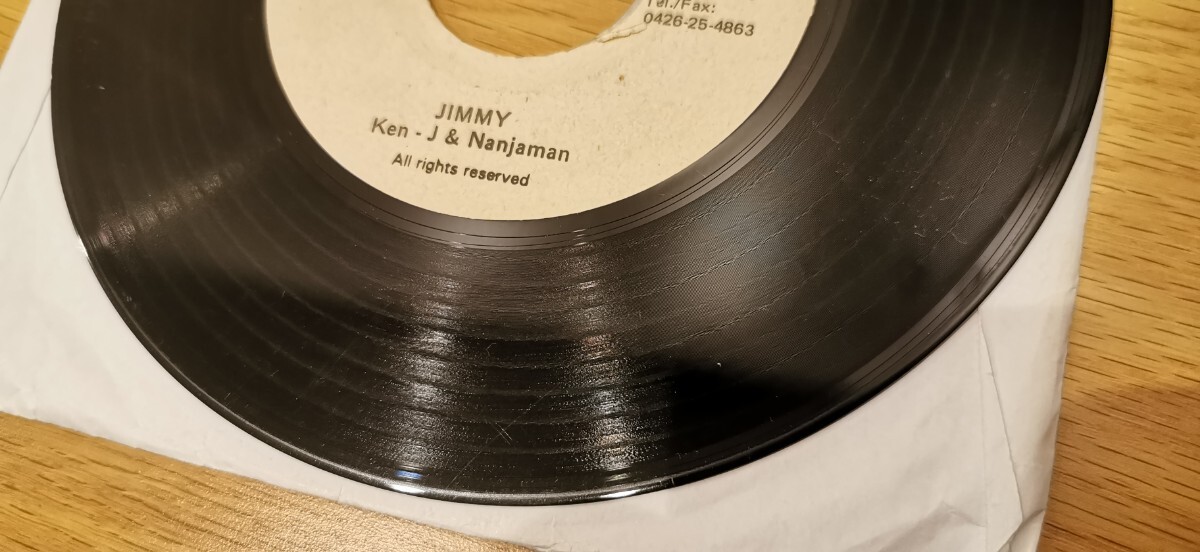 Tel./Fax:
0426-25-4863
JIMMY
Ken - J & Nanjaman
All rights reserved